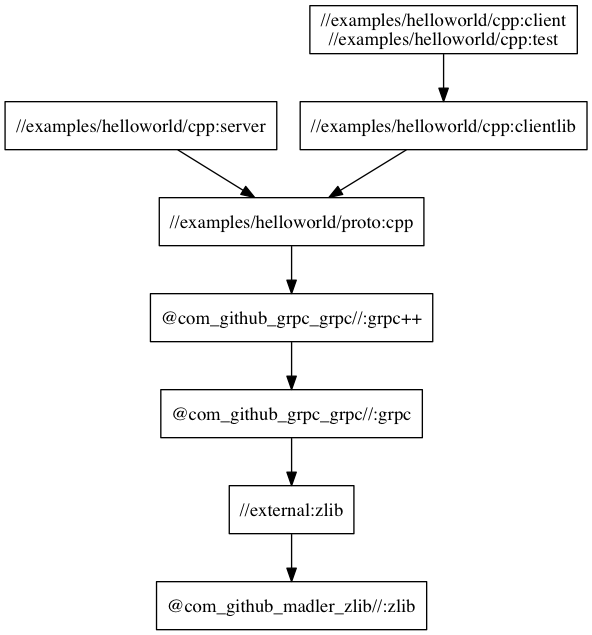 //examples/helloworld/cpp:client
//examples/helloworld/cpp:test
//examples/helloworld/cpp:server
//examples/helloworld/cpp:clientlib
//examples/helloworld/proto:cpp
@com_github_grpc_grpc//:grpc++
@com_github_grpc_grpc//:grpc
//external:zlib
@com_github_madler_zlib//:zlib